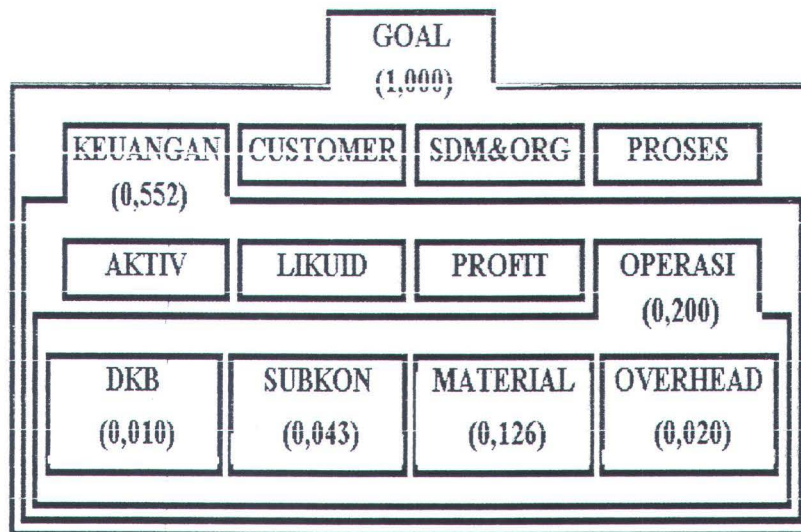 GOAL
(1,000)
KEUANGAN CUSTOMER SDM&ORG PROSES
(0,552)
AKTIV LIKUID PROFIT OPERASI
(0,200)
DKB SUBKON MATERIAL OVERHEAD
(0,010) (0,043) (0,126) (0,020)